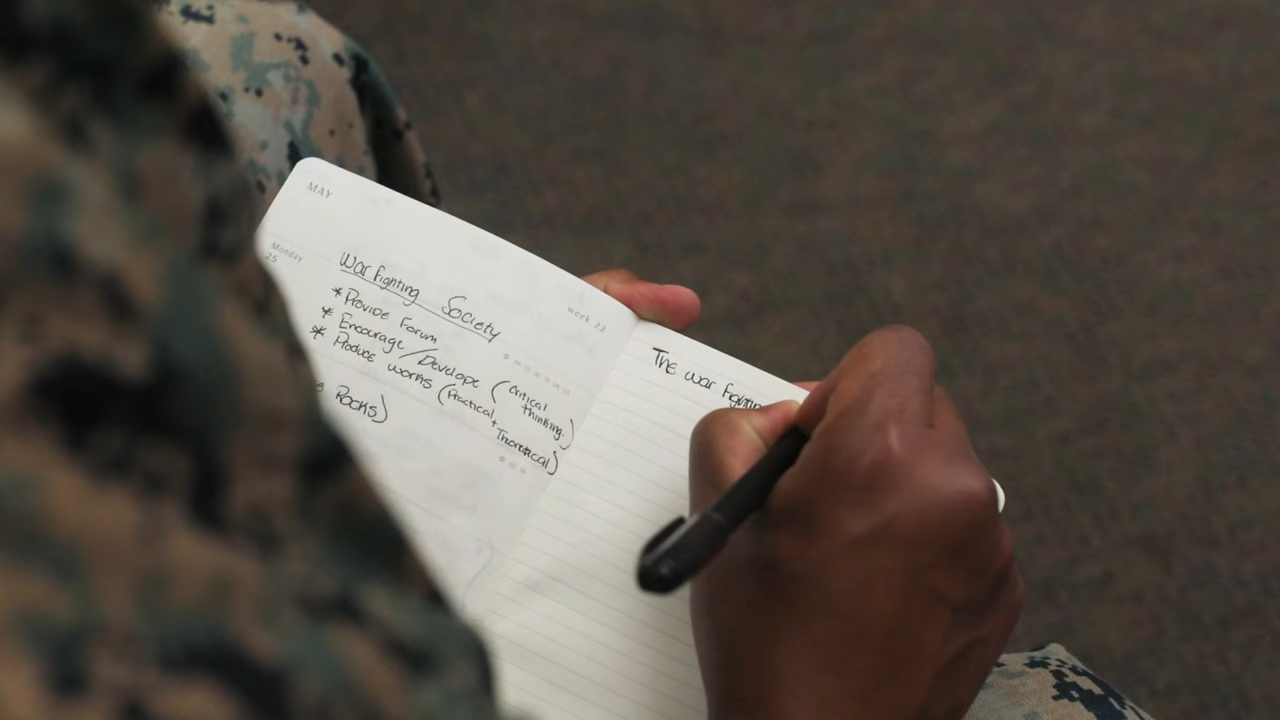 MAY
week 22
Monday
25
War fighting Society
* Provide Forum
* Encourage / Develope (Critical
thinking.)
* Produce works (Practical +
Theoretical)
Rocks)
The war fighting